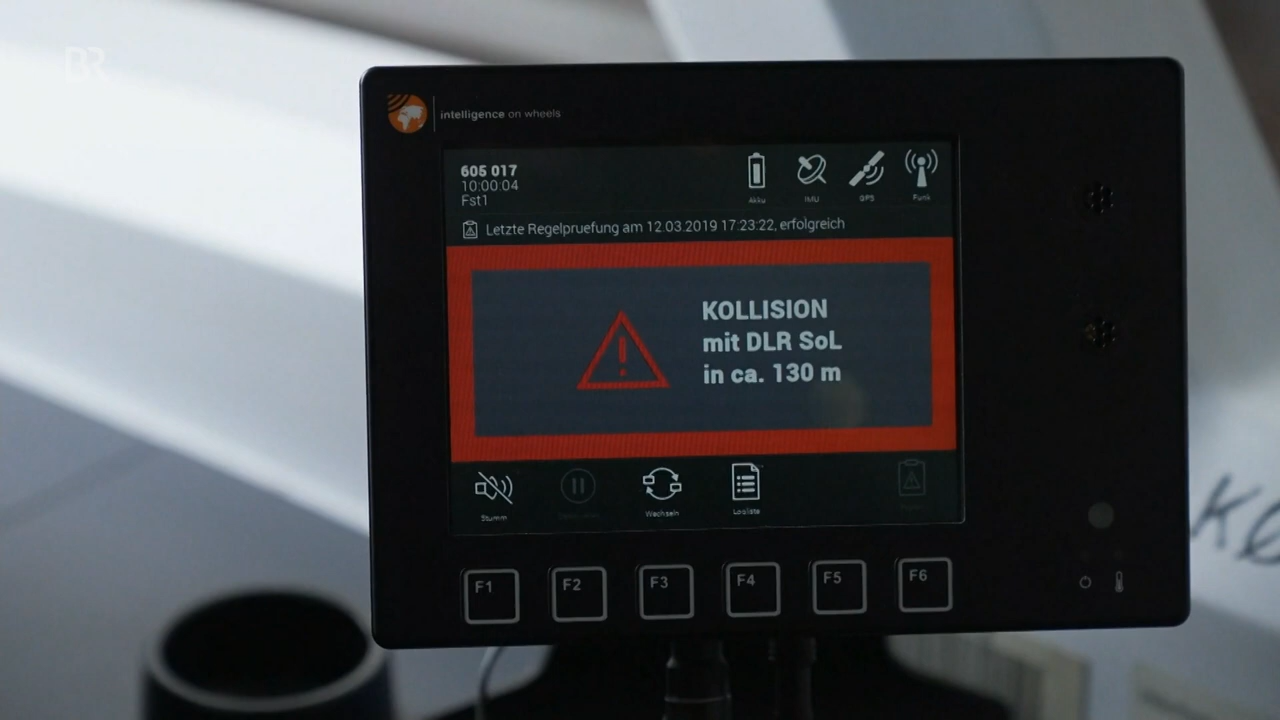 BR
intelligence on wheels
605 017
10:00:04
Fst1
Akku
IMU
GPS
Funk
Letzte Regelpruefung am 12.03.2019 17:23:22, erfolgreich
KOLLISION
mit DLR SoL
in ca. 130 m
Stumm
Wechseln
Lokliste
F1
F2
F3
F4
F5
F6